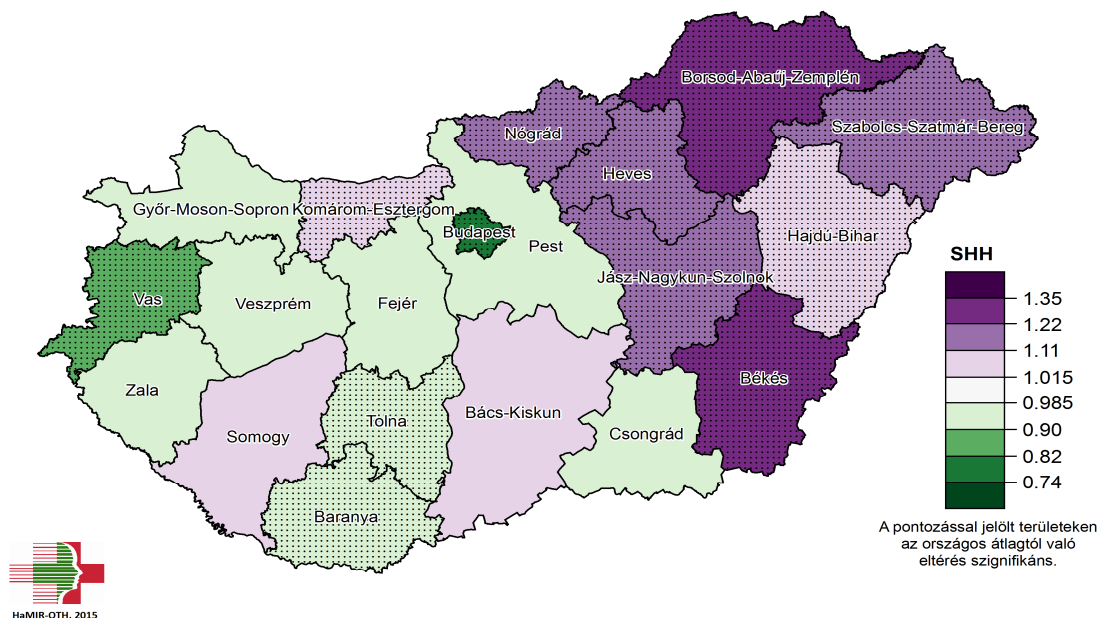 Borsod-Abaúj-Zemplén
Szabolcs-Szatmár-Bereg
Nógrád
Heves
Győr-Moson-Sopron
Komárom-Esztergom
Budapest
Pest
Hajdú-Bihar
Jász-Nagykun-Szolnok
Vas
Veszprém
Fejér
Békés
Zala
Somogy
Tolna
Bács-Kiskun
Csongrád
Baranya
SHH
1.35
1.22
1.11
1.015
0.985
0.90
0.82
0.74
A pontozással jelölt területeken
az országos átlagtól való
eltérés szignifikáns.
HaMIR-OTH, 2015